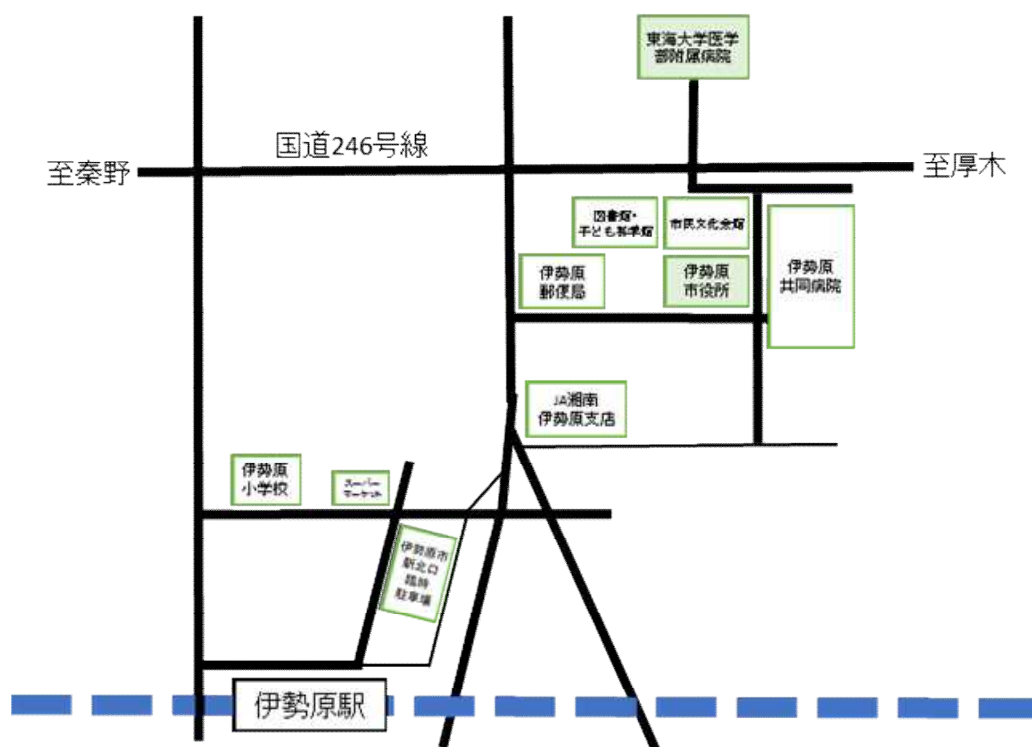 東海大学医学
部附属病院
国道246号線
至秦野
至厚木
図書館・
子ども科学館
市民文化会館
伊勢原
郵便局
伊勢原
市役所
伊勢原
共同病院
JA湘南
伊勢原支店
伊勢原
小学校
スーパー
マーケット
伊勢原市
駅北口
臨時
駐車場
伊勢原駅